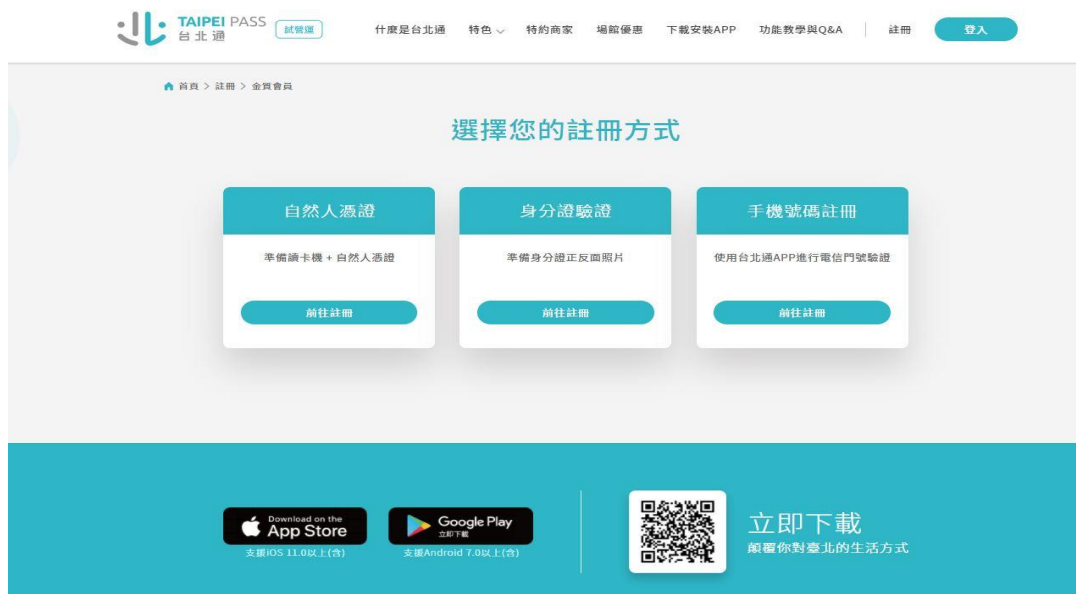 TAIPEI PASS
台北通
試營運
什麼是台北通 特色 特約商家 場館優惠 下載安裝APP 功能教學與Q&A 註冊 登入
首頁 > 註冊 > 金質會員
選擇您的註冊方式
自然人憑證
準備讀卡機 + 自然人憑證
前往註冊
身分證驗證
準備身分證正反面照片
前往註冊
手機號碼註冊
使用台北通APP進行電信門號驗證
前往註冊
Download on the
App Store
支援iOS 11.0以上(含)
Google Play
立即下載
支援Android 7.0以上(含)
立即下載
顛覆你對臺北的生活方式